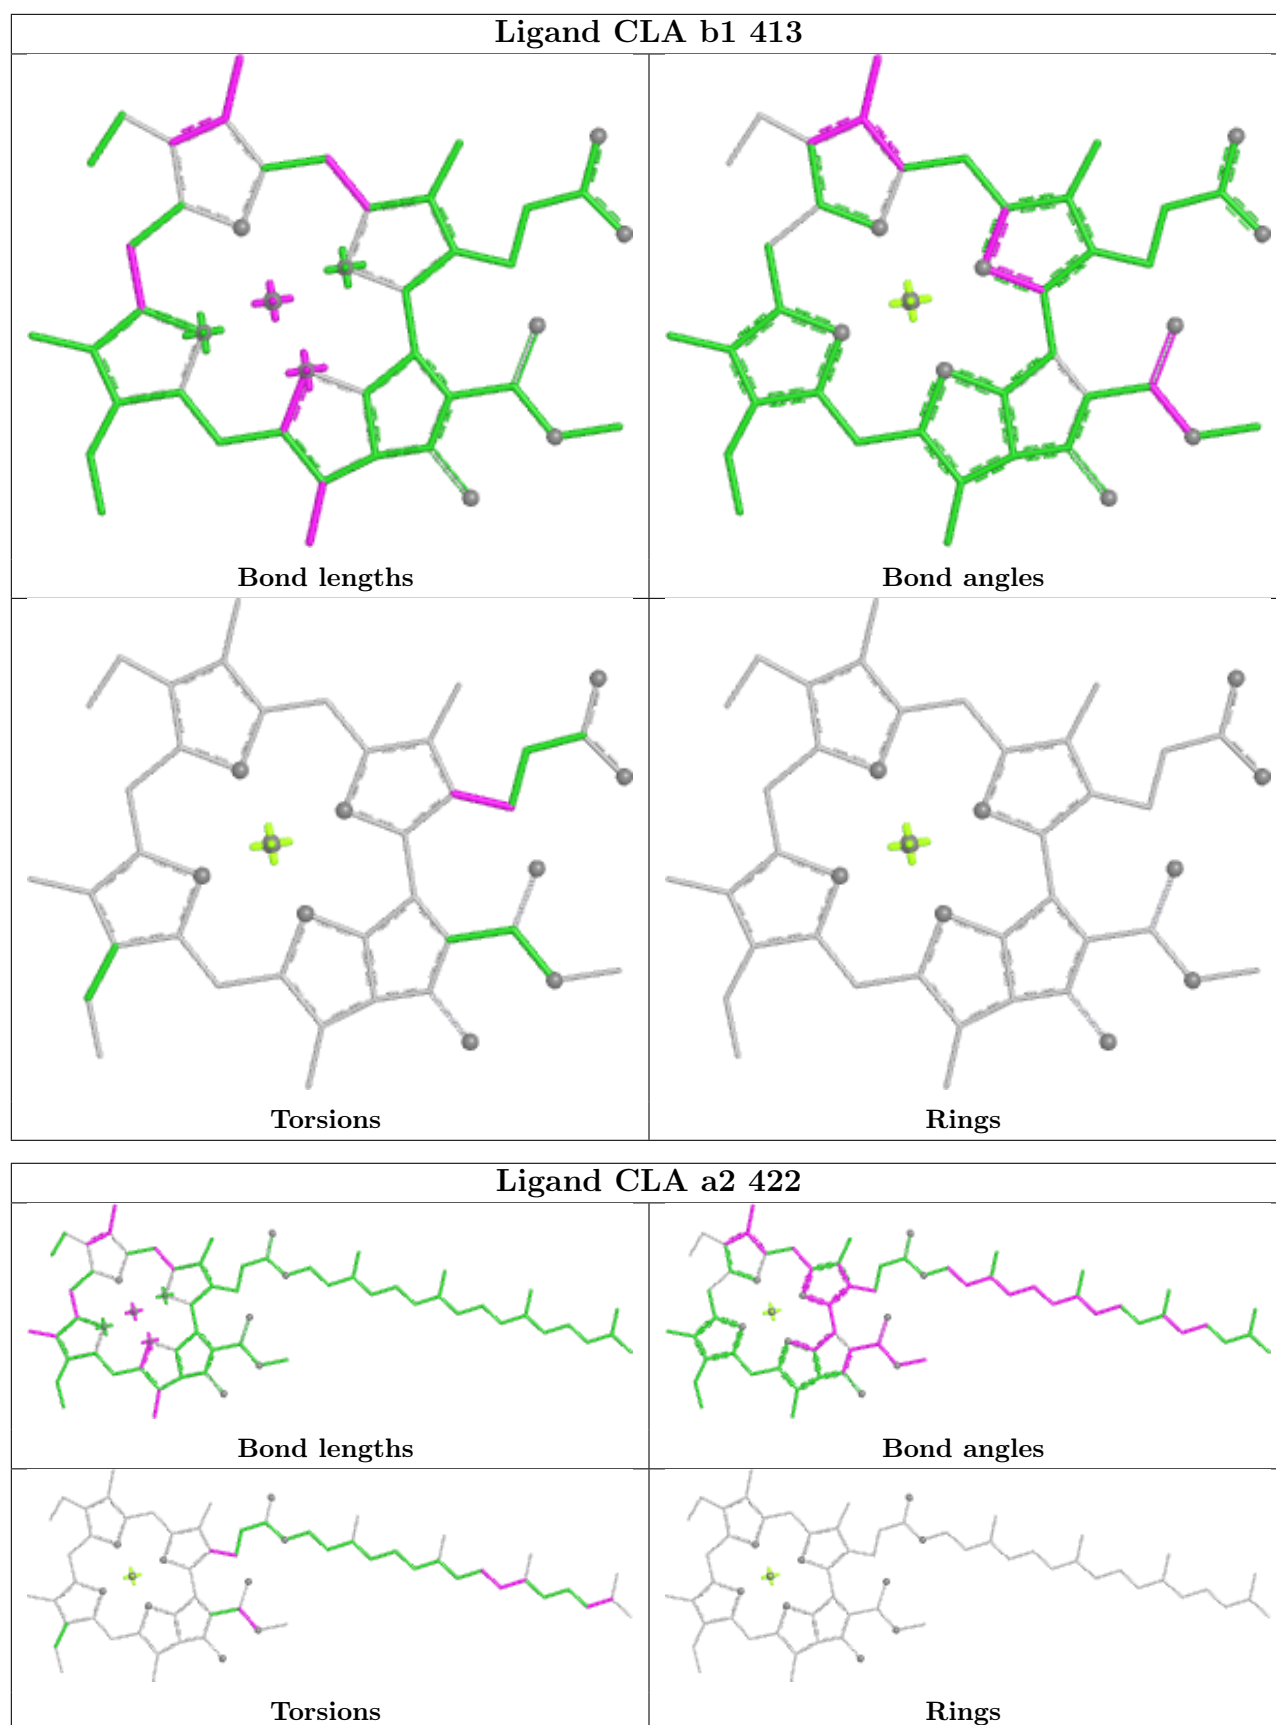 Ligand CLA b1 413
Bond lengths
Bond angles
Torsions
Rings
Ligand CLA a2 422
Bond lengths
Bond angles
Torsions
Rings